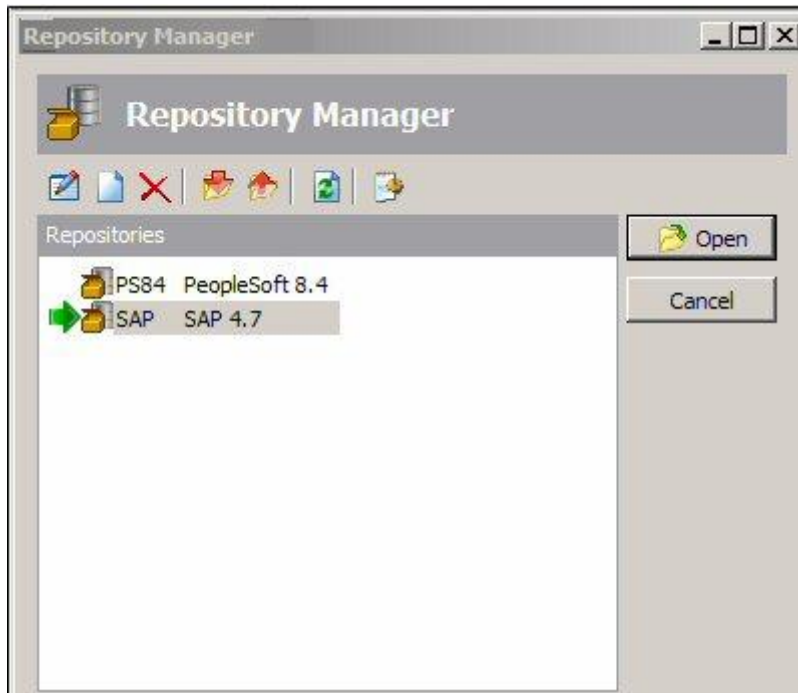 Repository Manager
Repository Manager
Repositories
Open
PS84 PeopleSoft 8.4
Cancel
SAP SAP 4.7